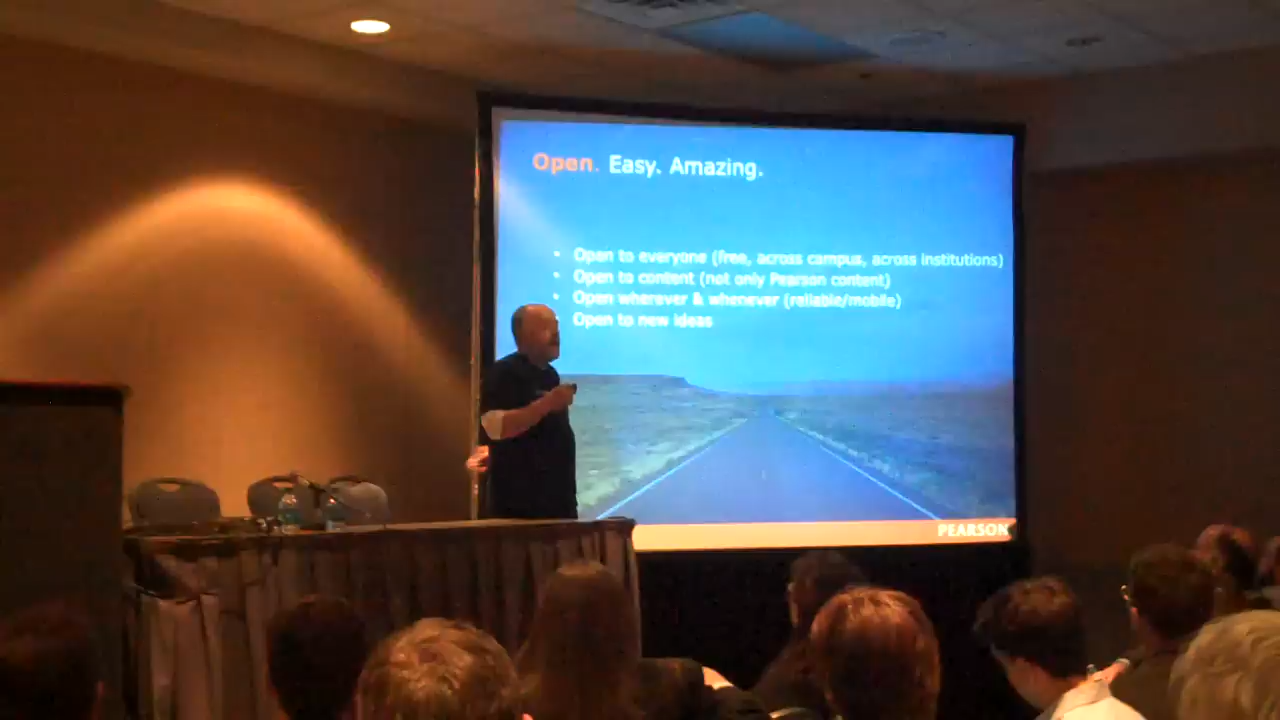 Open. Easy. Amazing.
• Open to everyone (free, across campus, across institutions)
• Open to content (not only Pearson content)
• Open wherever & whenever (reliable/mobile)
Open to new ideas
PEARSON